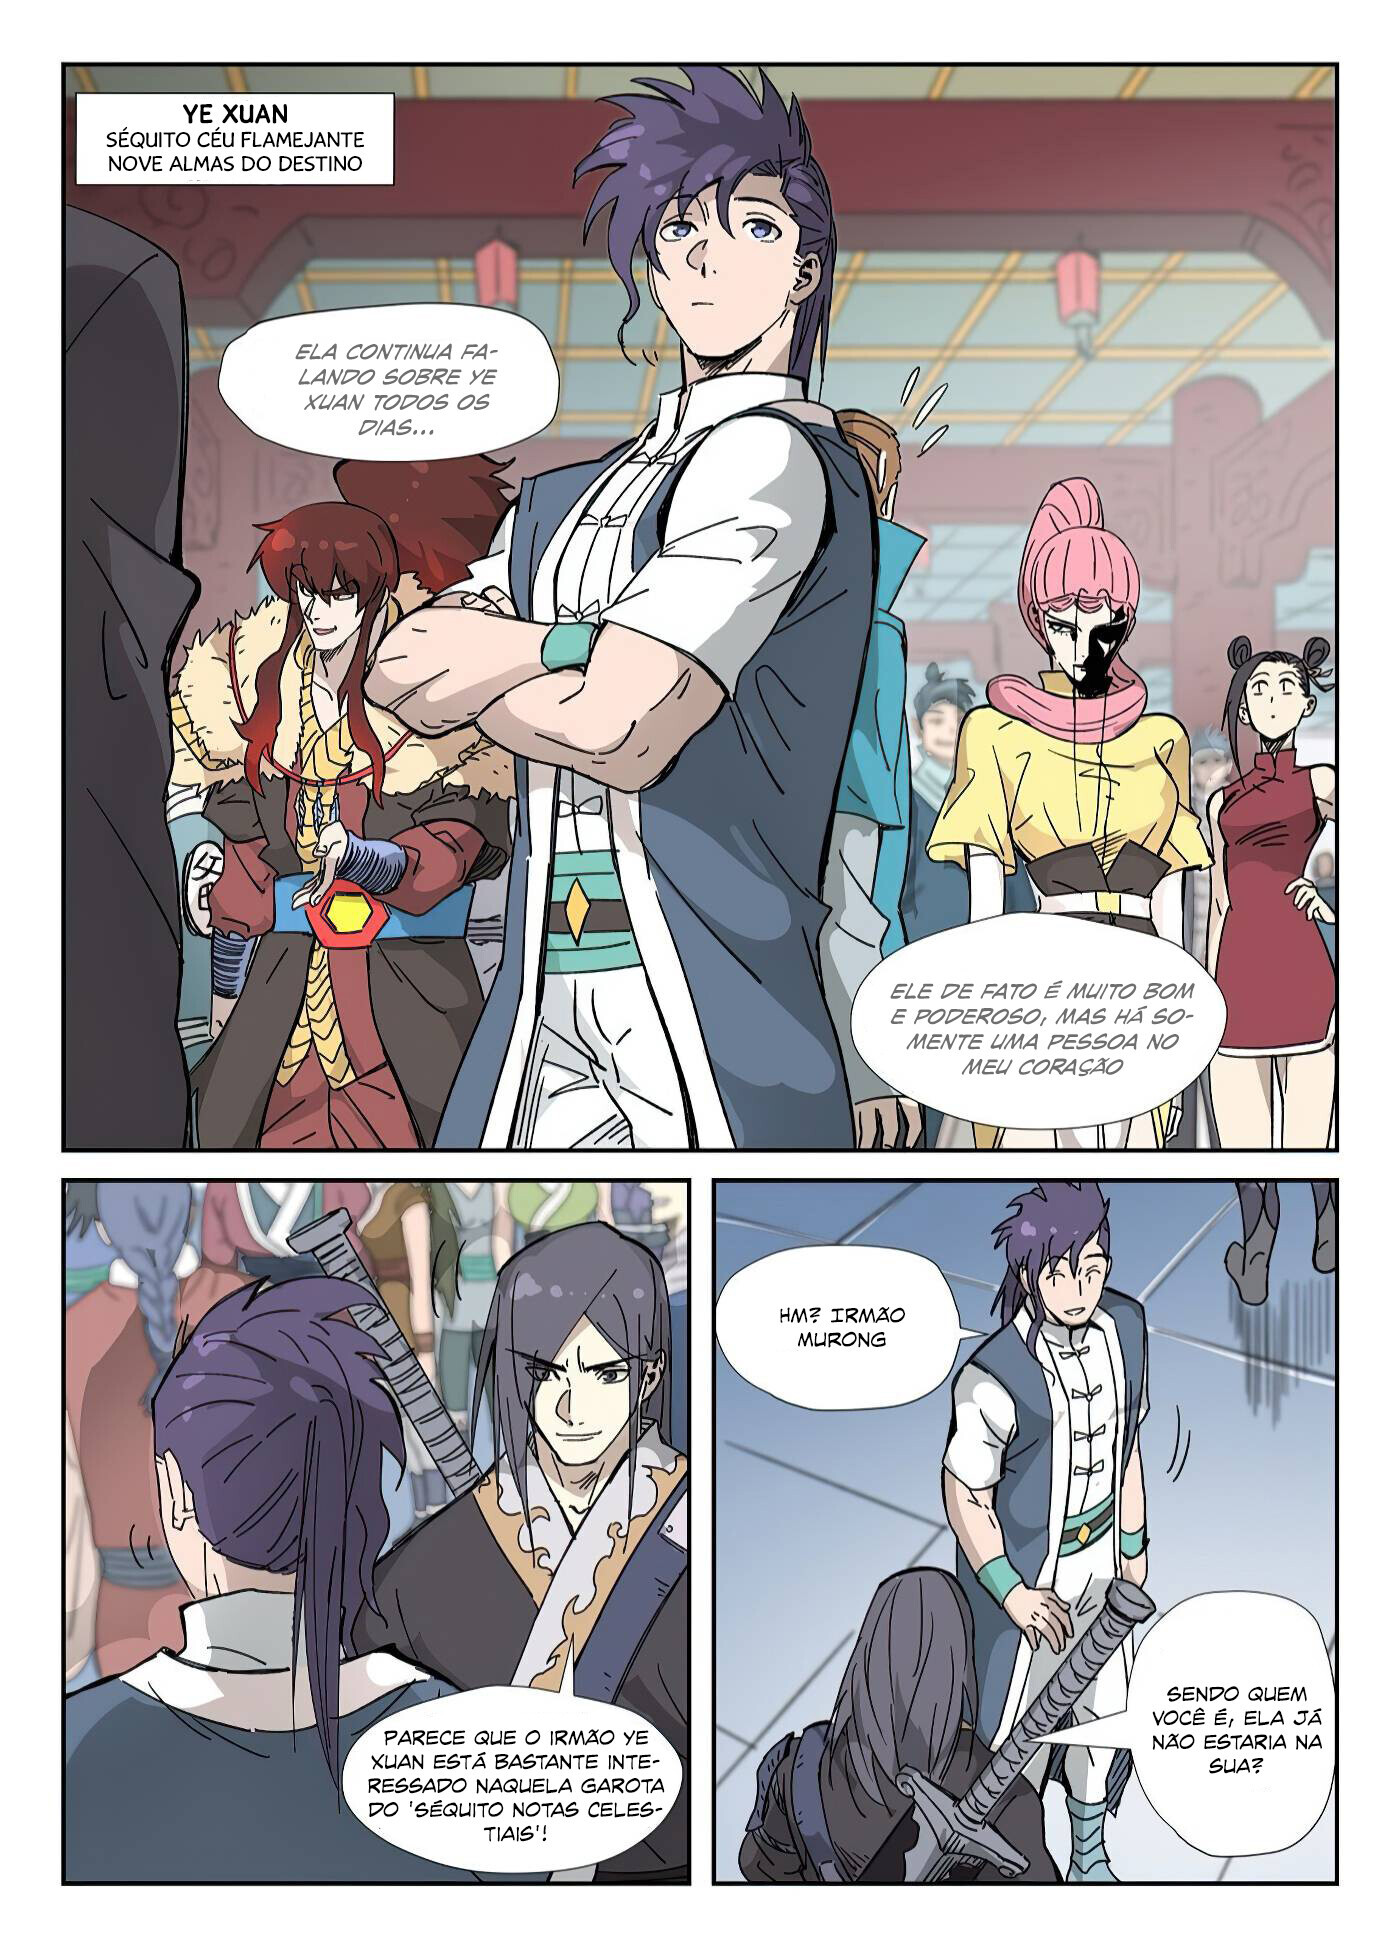 YE XUAN
SÉQUITO CÉU FLAMEJANTE
NOVE ALMAS DO DESTINO
ELA CONTINUA FA-
LANDO SOBRE YE
XUAN TODOS OS
DIAS...
ELE DE FATO É MUITO BOM
E PODEROSO; MAS HÁ SO-
MENTE UMA PESSOA NO
MEU CORAÇÃO
PARECE QUE O IRMÃO YE
XUAN ESTÁ BASTANTE INTE-
RESSADO NAQUELA GAROTA
DO 'SÉQUITO NOTAS CELES-
TIAIS'!
HM? IRMÃO
MURONG
SENDO QUEM
VOCÊ É, ELA JÁ
NÃO ESTARIA NA
SUA?